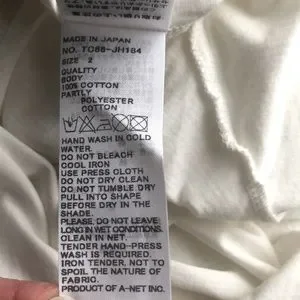 MADE IN JAPAN
NO. TO88-JH184
SIZE 2
QUALITY
BODY
100% COTTON
PARTLY
POLYESTER
COTTON
HAND WASH IN COLD
WATER.
DO NOT BLEACH
COOL IRON
USE PRESS CLOTH
DO NOT DRY CLEAN
DO NOT TUMBLE DRY
PULL INTO SHAPE
BEFORE DRY IN THE
SHADE.
PLEASE, DO NOT LEAVE
LONG IN WET CONDITIONS.
CLEAN IN NET.
TENDER HAND-PRESS
WASH IS REQUIRED.
IRON TENDER, NOT TO
SPOIL THE NATURE OF
FABRIC.
PRODUCT OF A-NET INC.